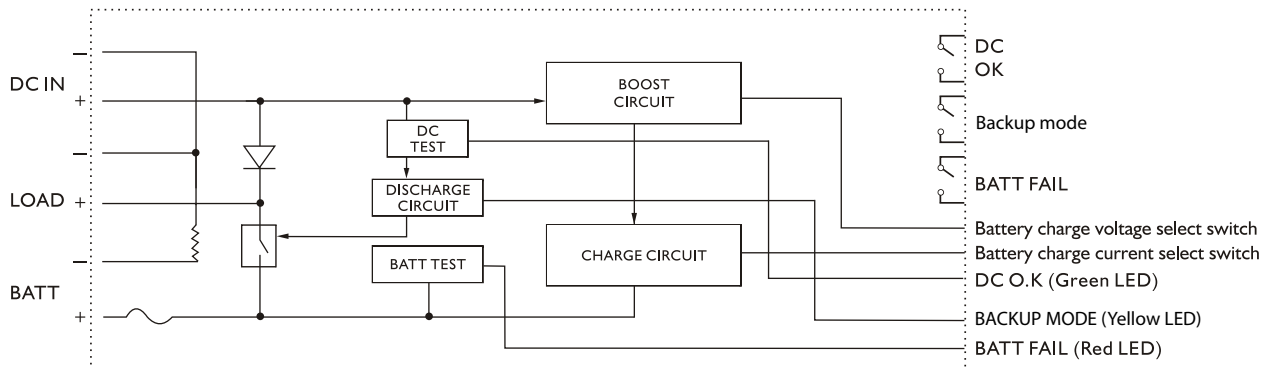 −
DC IN
+
−
LOAD +
−
BATT
+
BOOST
CIRCUIT
DC
TEST
DISCHARGE
CIRCUIT
BATT TEST
CHARGE CIRCUIT
DC
OK
Backup mode
BATT FAIL
Battery charge voltage select switch
Battery charge current select switch
DC O.K (Green LED)
BACKUP MODE (Yellow LED)
BATT FAIL (Red LED)